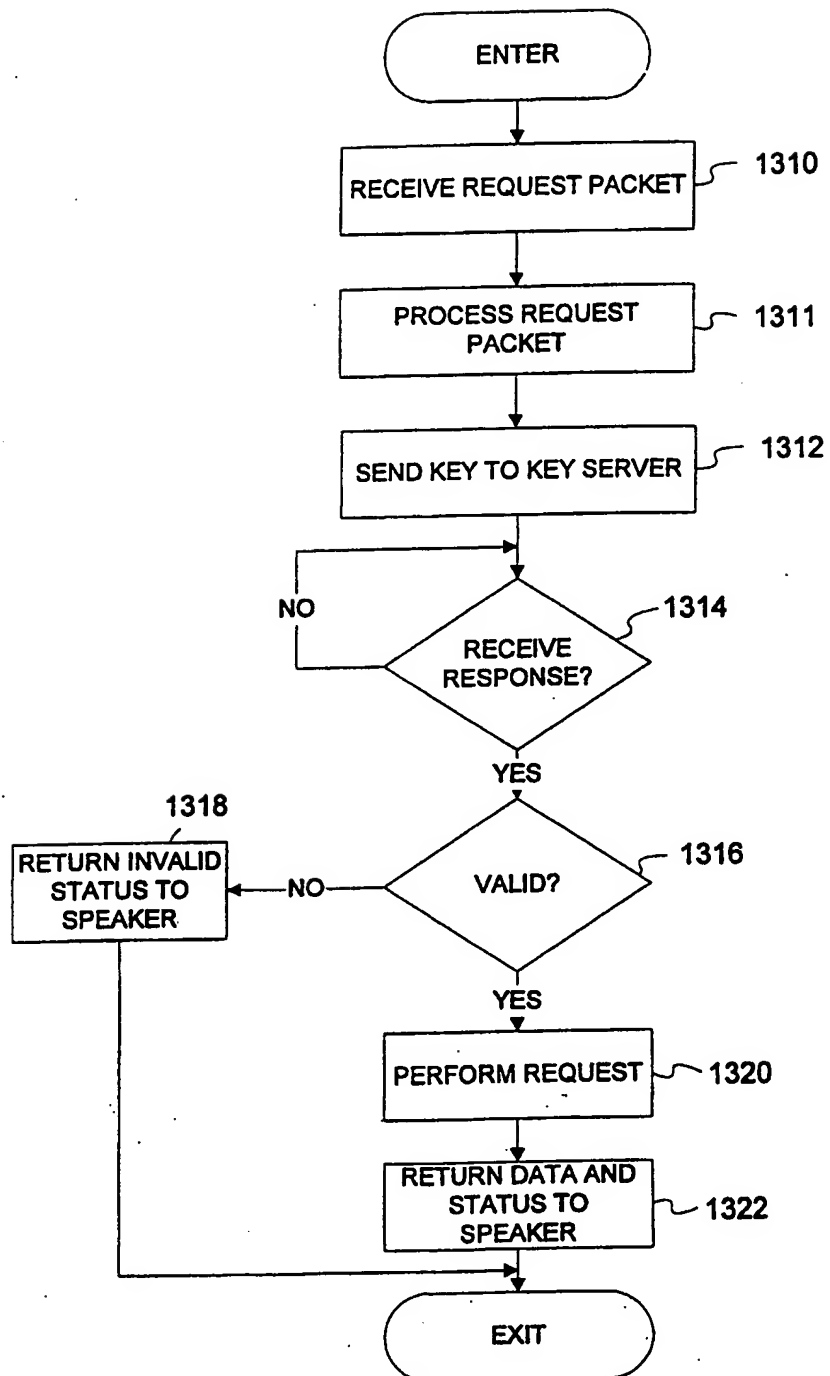 ENTER
RECEIVE REQUEST PACKET
1310
PROCESS REQUEST
PACKET
1311
SEND KEY TO KEY SERVER
1312
NO
RECEIVE
RESPONSE?
1314
YES
1318
RETURN INVALID
STATUS TO
SPEAKER
NO
VALID?
1316
YES
PERFORM REQUEST
1320
RETURN DATA AND
STATUS TO
SPEAKER
1322
EXIT